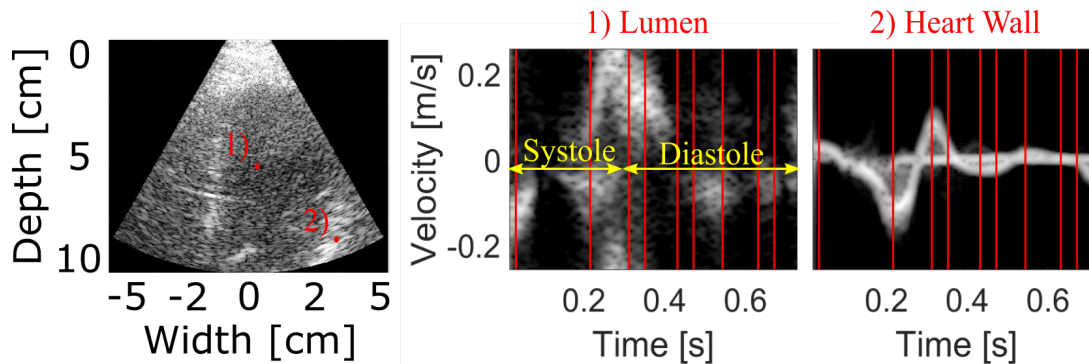 0
5
10
Depth [cm]
1)
2)
-5 -2 0 2 5
Width [cm]
1) Lumen
0.2
0
-0.2
Velocity [m/s]
Systole Diastole
0.2 0.4 0.6
Time [s]
2) Heart Wall
0.2 0.4 0.6
Time [s]